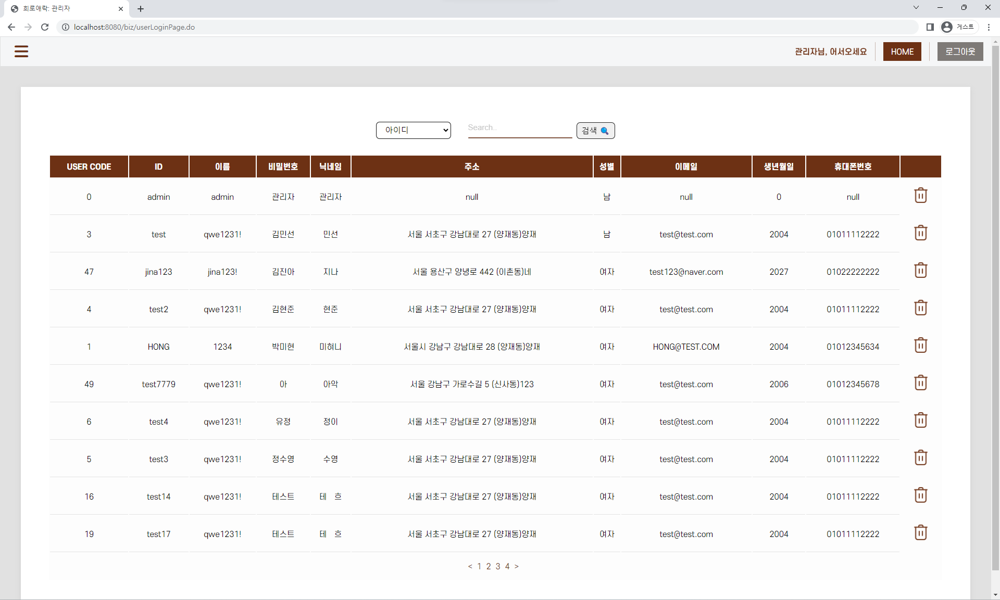 희로애락: 관리자
localhost:8080/biz/userLoginPage.do
게스트
관리자님, 어서오세요 HOME 로그아웃
아이디 Search.. 검색
USER CODE ID 이름 비밀번호 닉네임 주소 성별 이메일 생년월일 휴대폰번호
0 admin admin 관리자 관리자 null 남 null 0 null
3 test qwe1231! 김민선 민선 서울 서초구 강남대로 27 (양재동)양재 남 test@test.com 2004 01011112222
47 jina123 jina123! 김진아 지나 서울 용산구 양녕로 442 (이촌동)네 여자 test123@naver.com 2027 01022222222
4 test2 qwe1231! 김현준 현준 서울 서초구 강남대로 27 (양재동)양재 여자 test@test.com 2004 01011112222
1 HONG 1234 박미현 미혀니 서울시 강남구 강남대로 28 (양재동)양재 여자 HONG@TEST.COM 2004 01012345634
49 test7779 qwe1231! 아 아악 서울 강남구 가로수길 5 (신사동)123 여자 test@test.com 2006 01012345678
6 test4 qwe1231! 유정 정이 서울 서초구 강남대로 27 (양재동)양재 여자 test@test.com 2004 01011112222
5 test3 qwe1231! 정수영 수영 서울 서초구 강남대로 27 (양재동)양재 여자 test@test.com 2004 01011112222
16 test14 qwe1231! 테스트 테 흐 서울 서초구 강남대로 27 (양재동)양재 여자 test@test.com 2004 01011112222
19 test17 qwe1231! 테스트 테 흐 서울 서초구 강남대로 27 (양재동)양재 여자 test@test.com 2004 01011112222
< 1 2 3 4 >